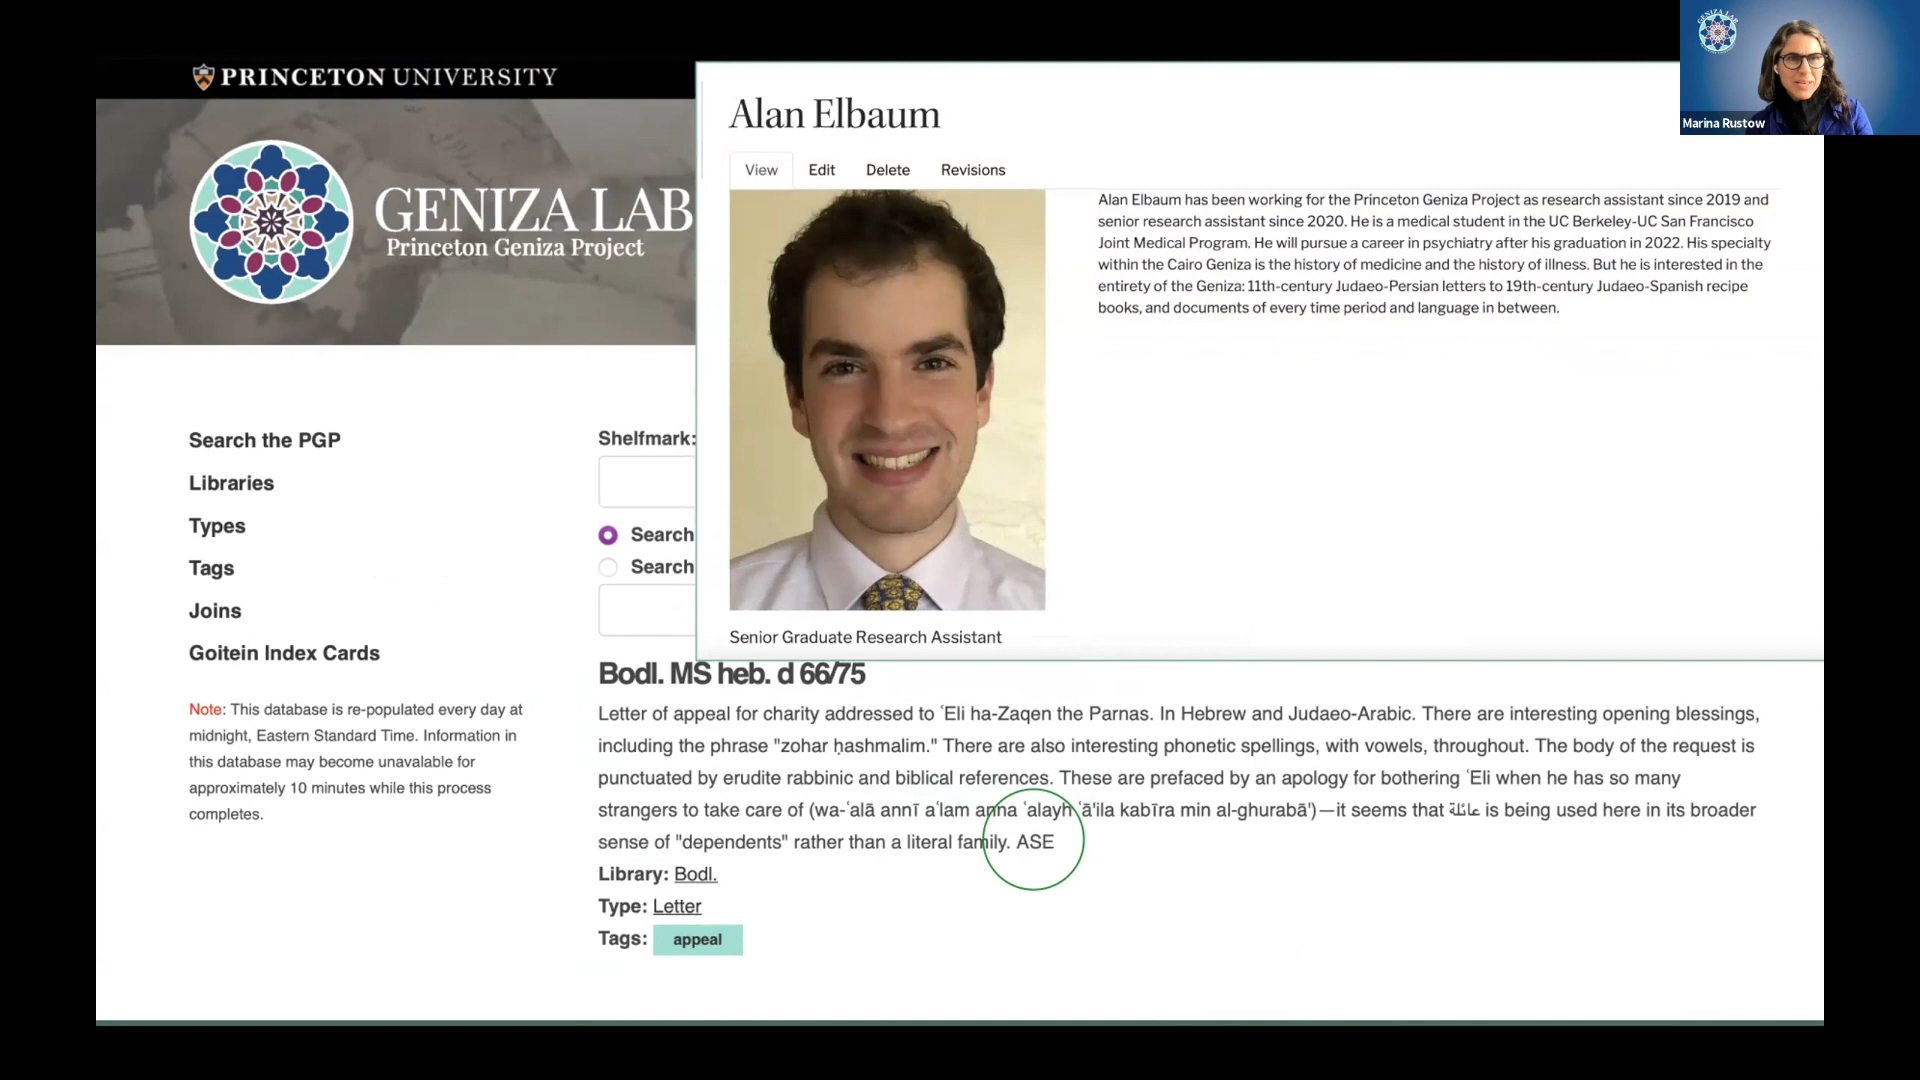 PRINCETON UNIVERSITY
GENIZA LAB
Princeton Geniza Project
GENIZA LAB
Marina Rustow
Alan Elbaum
View Edit Delete Revisions
Alan Elbaum has been working for the Princeton Geniza Project as research assistant since 2019 and
senior research assistant since 2020. He is a medical student in the UC Berkeley-UC San Francisco
Joint Medical Program. He will pursue a career in psychiatry after his graduation in 2022. His specialty
within the Cairo Geniza is the history of medicine and the history of illness. But he is interested in the
entirety of the Geniza: 11th-century Judaeo-Persian letters to 19th-century Judaeo-Spanish recipe
books, and documents of every time period and language in between.
Senior Graduate Research Assistant
Search the PGP
Libraries
Types
Tags
Joins
Goitein Index Cards
Note: This database is re-populated every day at
midnight, Eastern Standard Time. Information in
this database may become unavailable for
approximately 10 minutes while this process
completes.
Shelfmark:
Search
Search
Bodl. MS heb. d 66/75
Letter of appeal for charity addressed to ʿEli ha-Zaqen the Parnas. In Hebrew and Judaeo-Arabic. There are interesting opening blessings,
including the phrase "zohar ḥashmalim." There are also interesting phonetic spellings, with vowels, throughout. The body of the request is
punctuated by erudite rabbinic and biblical references. These are prefaced by an apology for bothering ʿEli when he has so many
strangers to take care of (wa-ʿalā annī aʿlam anna ʿalayh ʿā'ila kabīra min al-ghurabā')—it seems that عائلة is being used here in its broader
sense of "dependents" rather than a literal family. ASE
Library: Bodl.
Type: Letter
Tags: appeal